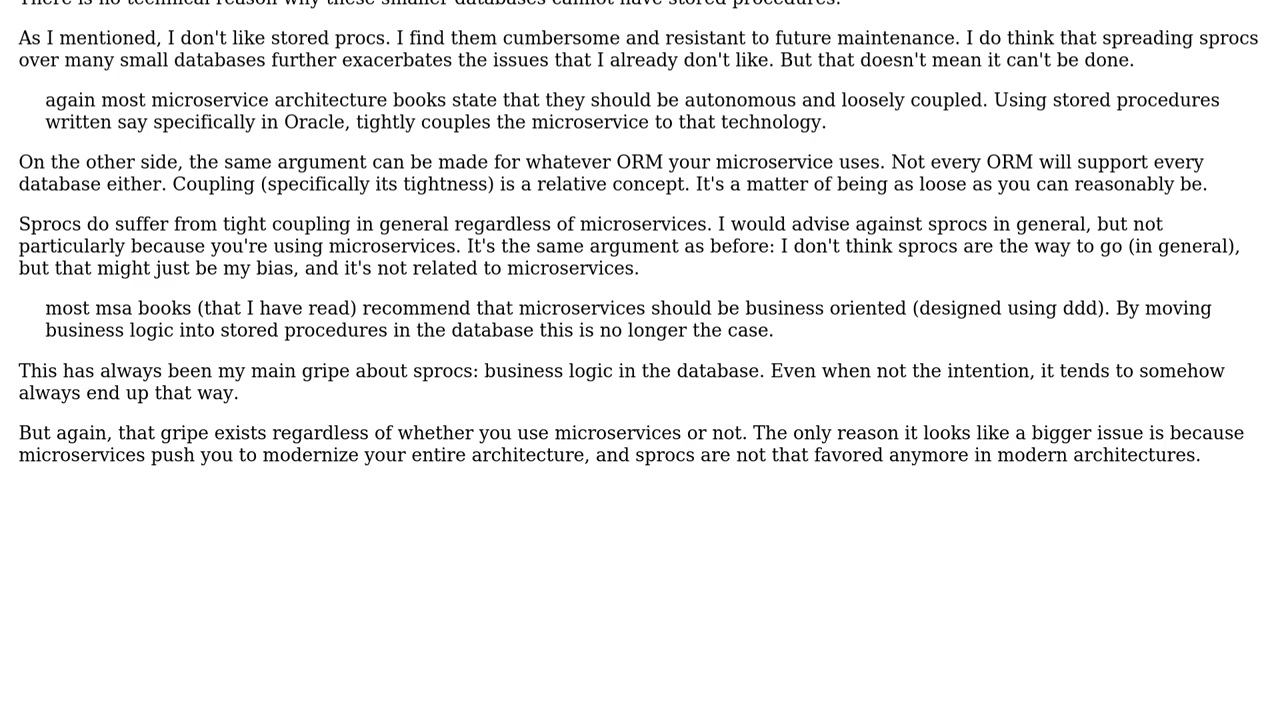 There is no technical reason why these smaller databases cannot have stored procedures.
As I mentioned, I don't like stored procs. I find them cumbersome and resistant to future maintenance. I do think that spreading sprocs
over many small databases further exacerbates the issues that I already don't like. But that doesn't mean it can't be done.
again most microservice architecture books state that they should be autonomous and loosely coupled. Using stored procedures
written say specifically in Oracle, tightly couples the microservice to that technology.
On the other side, the same argument can be made for whatever ORM your microservice uses. Not every ORM will support every
database either. Coupling (specifically its tightness) is a relative concept. It's a matter of being as loose as you can reasonably be.
Sprocs do suffer from tight coupling in general regardless of microservices. I would advise against sprocs in general, but not
particularly because you're using microservices. It's the same argument as before: I don't think sprocs are the way to go (in general),
but that might just be my bias, and it's not related to microservices.
most msa books (that I have read) recommend that microservices should be business oriented (designed using ddd). By moving
business logic into stored procedures in the database this is no longer the case.
This has always been my main gripe about sprocs: business logic in the database. Even when not the intention, it tends to somehow
always end up that way.
But again, that gripe exists regardless of whether you use microservices or not. The only reason it looks like a bigger issue is because
microservices push you to modernize your entire architecture, and sprocs are not that favored anymore in modern architectures.